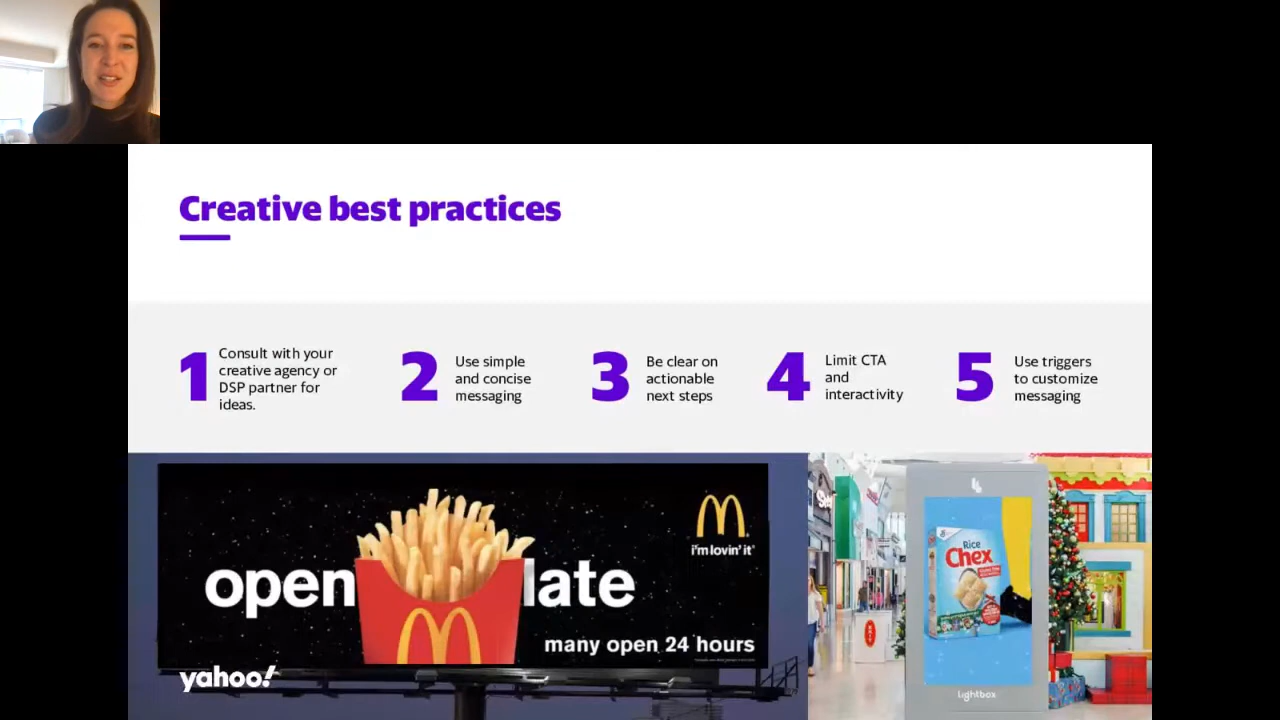 Creative best practices
1
Consult with your
creative agency or
DSP partner for
ideas.
2
Use simple
and concise
messaging
3
Be clear on
actionable
next steps
4
Limit CTA
and
interactivity
5
Use triggers
to customize
messaging
open late
i'm lovin' it
many open 24 hours
yahoo!
Rice
Chex
lightbox